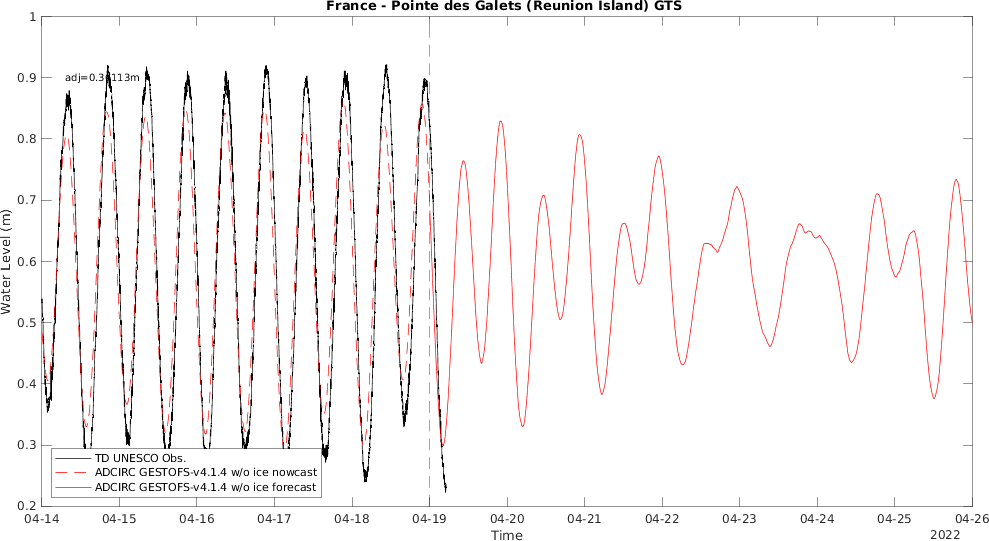 France - Pointe des Galets (Reunion Island) GTS
1
0.9
0.8
0.7
0.6
0.5
0.4
0.3
0.2
Water Level (m)
TD UNESCO Obs.
ADCIRC GESTOFS-v4.1.4 w/o ice nowcast
ADCIRC GESTOFS-v4.1.4 w/o ice forecast
04-14 04-15 04-16 04-17 04-18 04-19 04-20 04-21 04-22 04-23 04-24 04-25 04-26
Time
2022